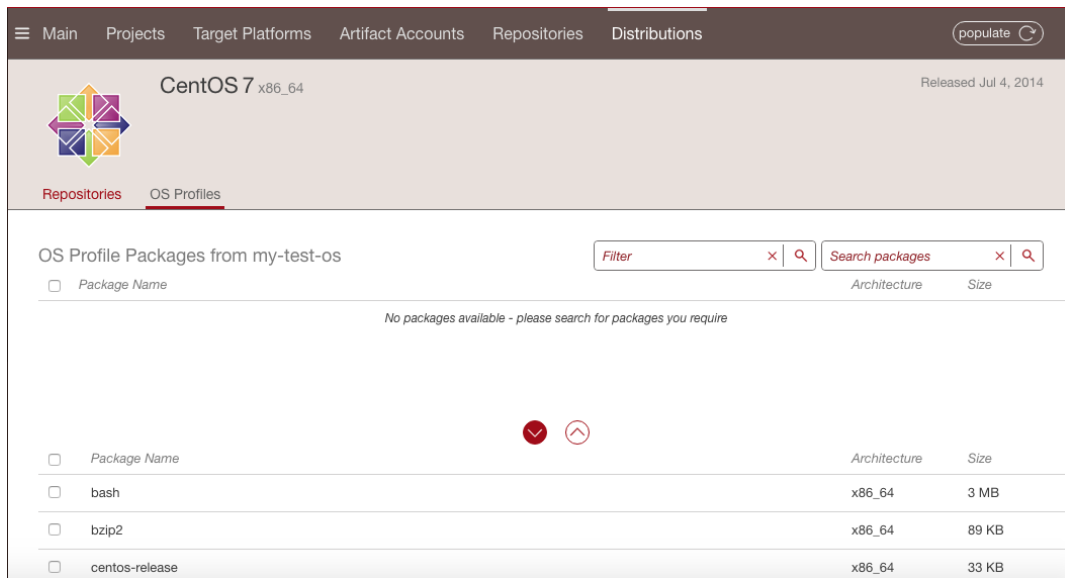 Main Projects Target Platforms Artifact Accounts Repositories Distributions populate
CentOS 7 x86_64 Released Jul 4, 2014
Repositories OS Profiles
OS Profile Packages from my-test-os Filter Search packages
Package Name Architecture Size
No packages available - please search for packages you require
Package Name Architecture Size
bash x86_64 3 MB
bzip2 x86_64 89 KB
centos-release x86_64 33 KB